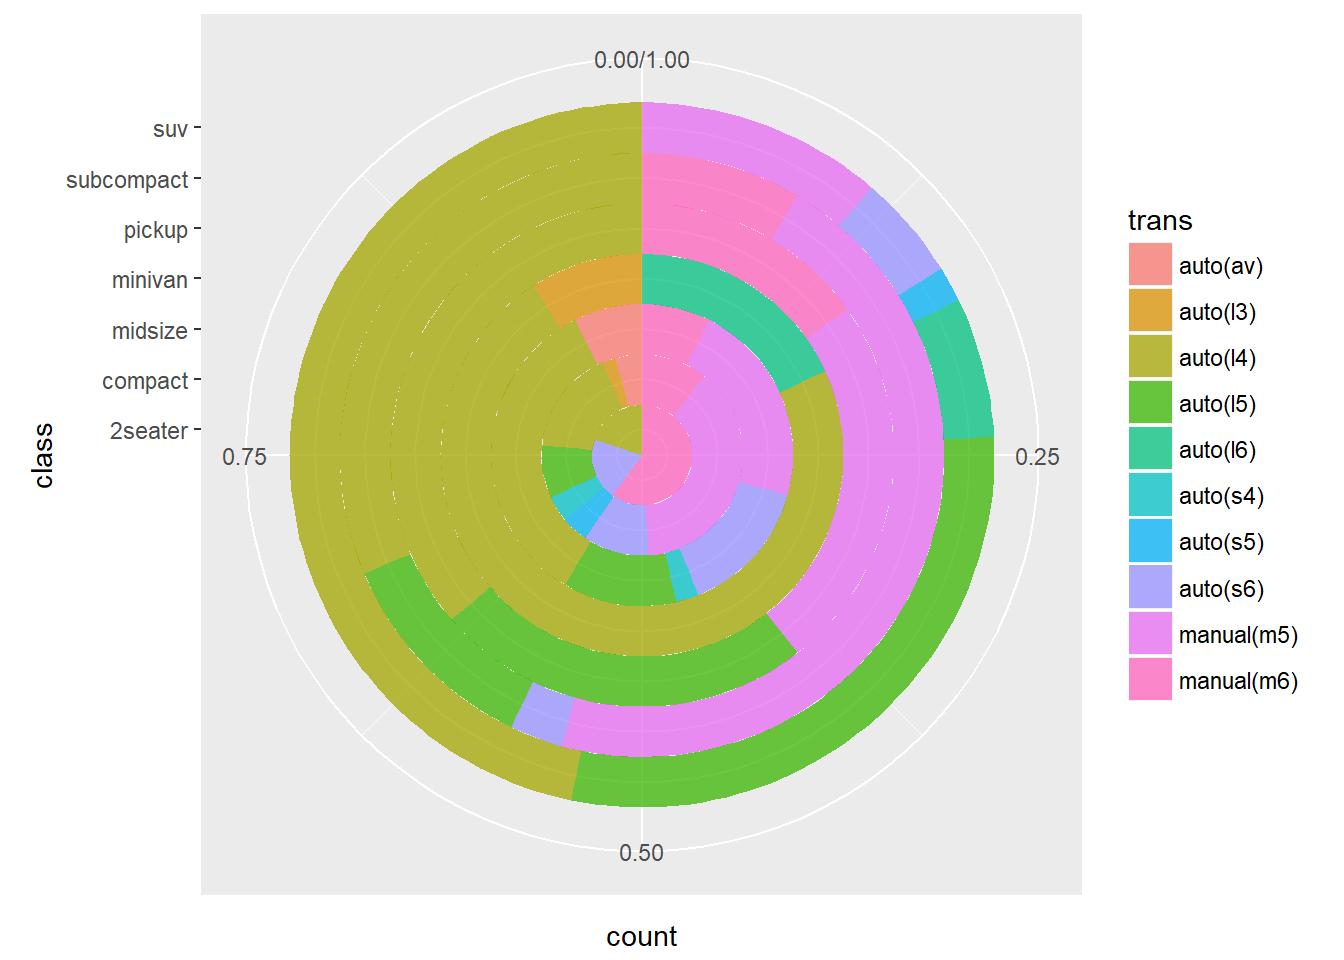 0.00/1.00
suv
subcompact
pickup
minivan
midsize
compact
2seater
class
0.75
0.25
0.50
count
trans
auto(av)
auto(l3)
auto(l4)
auto(l5)
auto(l6)
auto(s4)
auto(s5)
auto(s6)
manual(m5)
manual(m6)